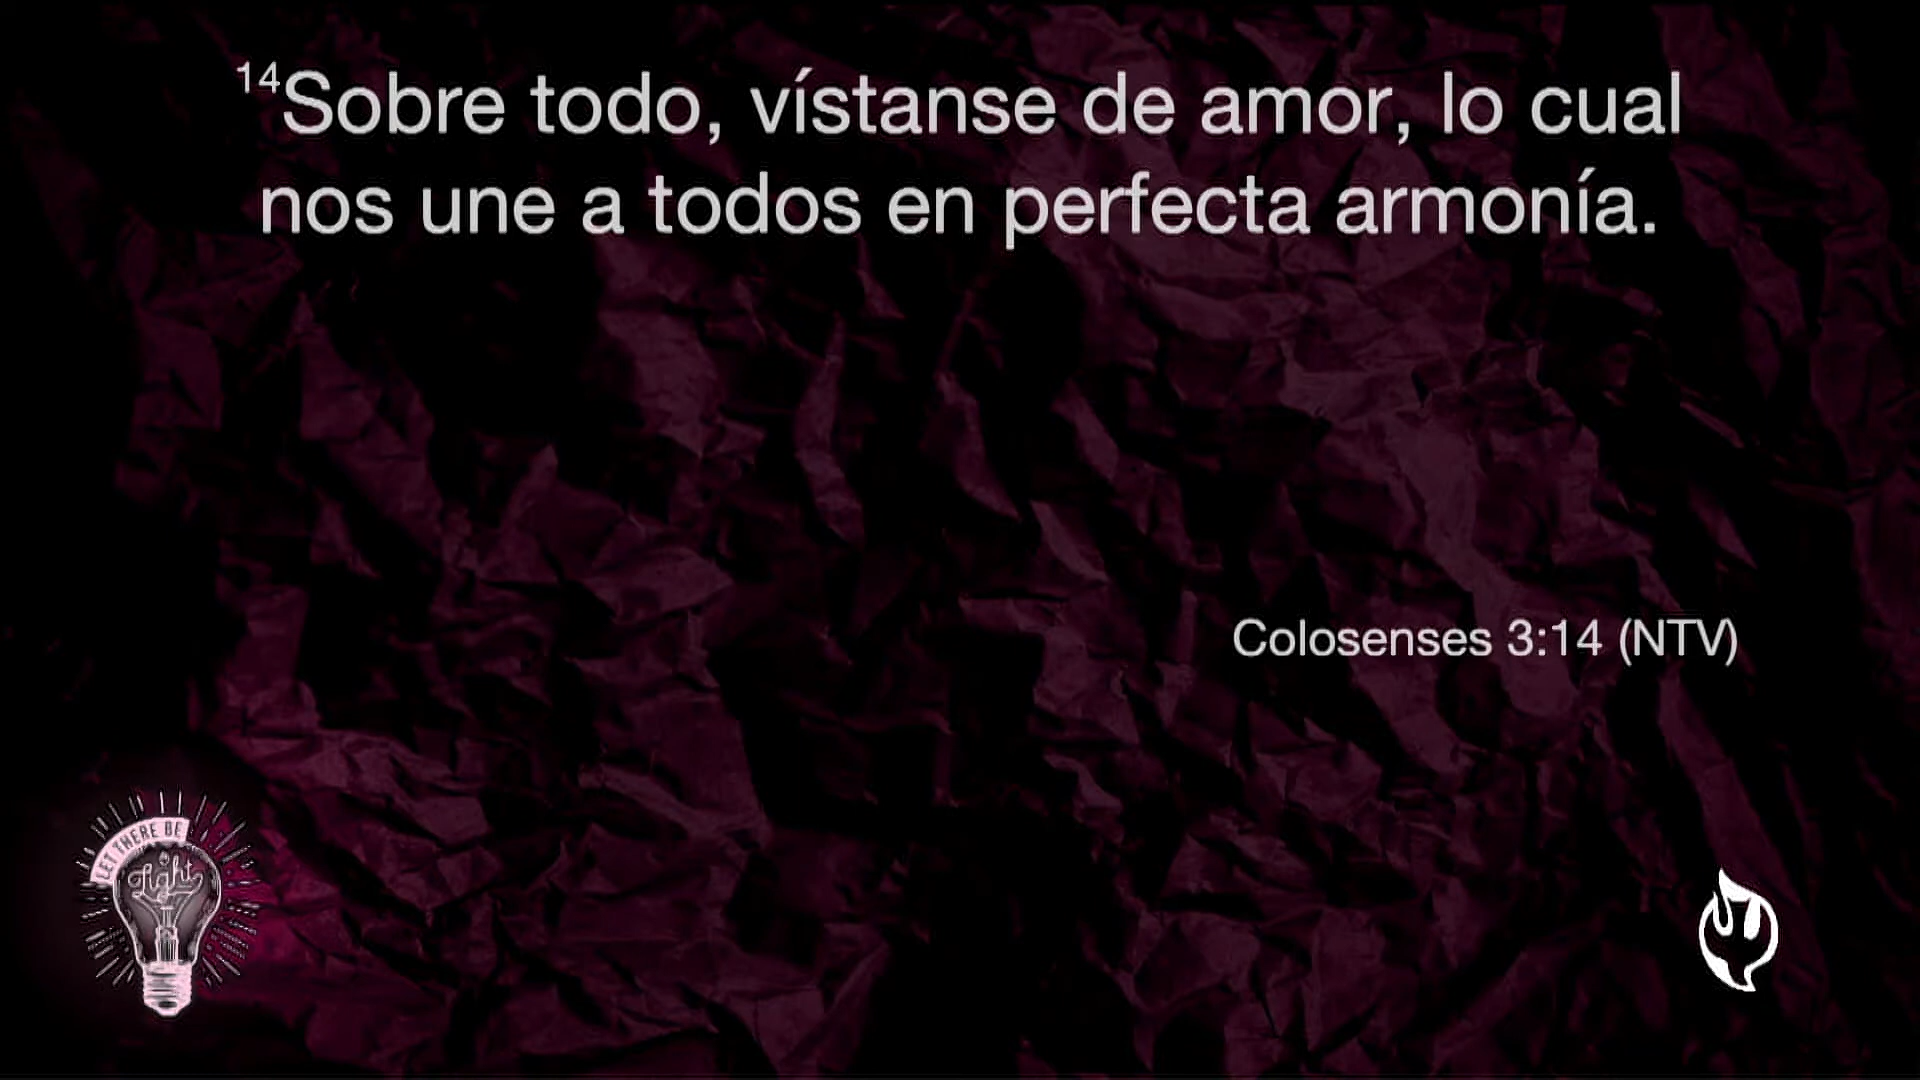 14Sobre todo, vístanse de amor, lo cual
nos une a todos en perfecta armonía.
Colosenses 3:14 (NTV)
LET THERE BE
Light